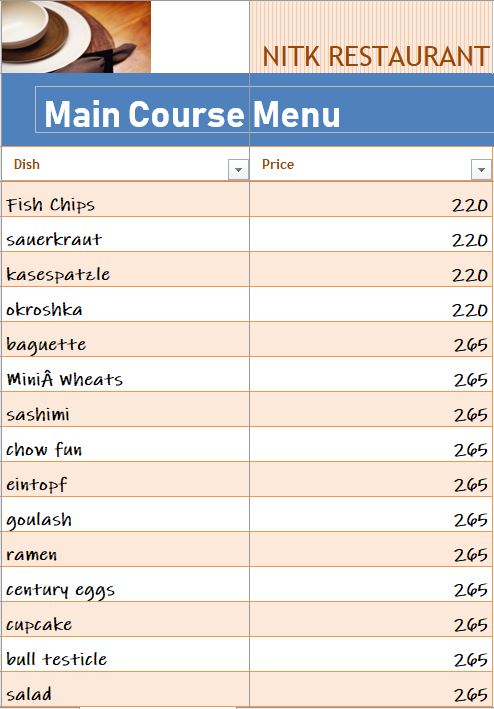 NITK RESTAURANT
Main Course Menu
Dish Price
Fish Chips 220
sauerkraut 220
kasespatzle 220
okroshka 220
baguette 265
MiniÂ Wheats 265
sashimi 265
chow fun 265
eintopf 265
goulash 265
ramen 265
century eggs 265
cupcake 265
bull testicle 265
salad 265